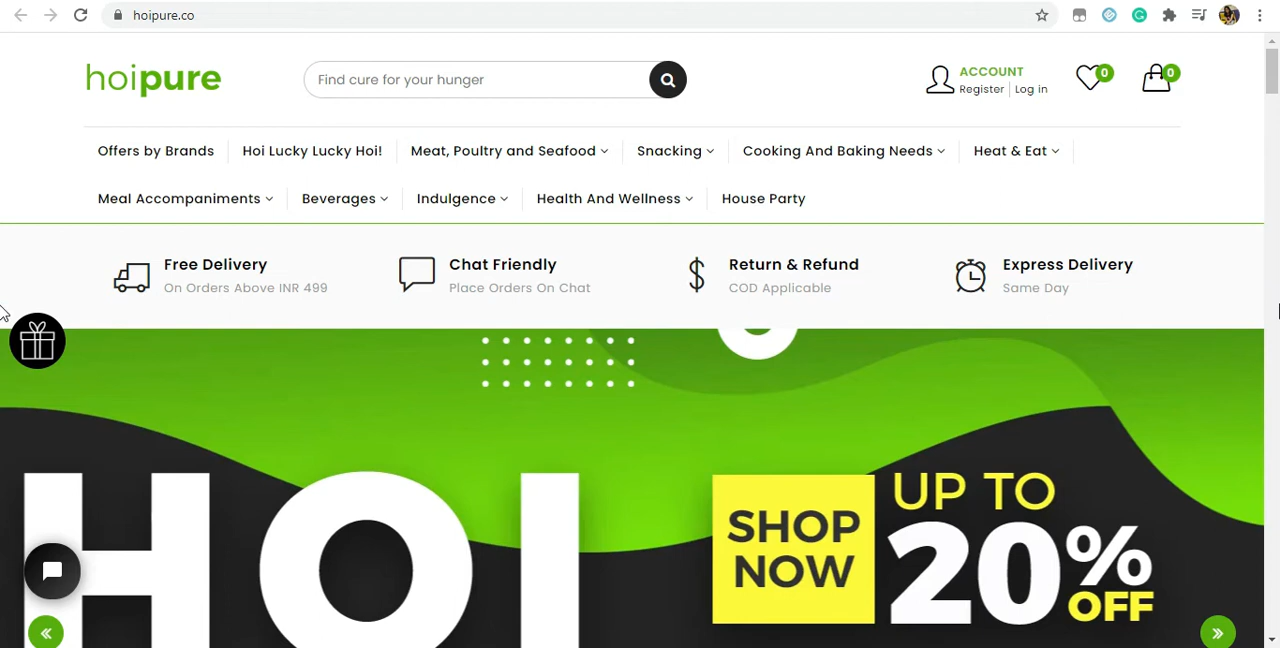 hoipure.co
hoipure
Find cure for your hunger
ACCOUNT
Register Log in
0
0
Offers by Brands
Hoi Lucky Lucky Hoi!
Meat, Poultry and Seafood
Snacking
Cooking And Baking Needs
Heat & Eat
Meal Accompaniments
Beverages
Indulgence
Health And Wellness
House Party
Free Delivery
On Orders Above INR 499
Chat Friendly
Place Orders On Chat
Return & Refund
COD Applicable
Express Delivery
Same Day
HOI
SHOP
NOW
UP TO
20%
OFF